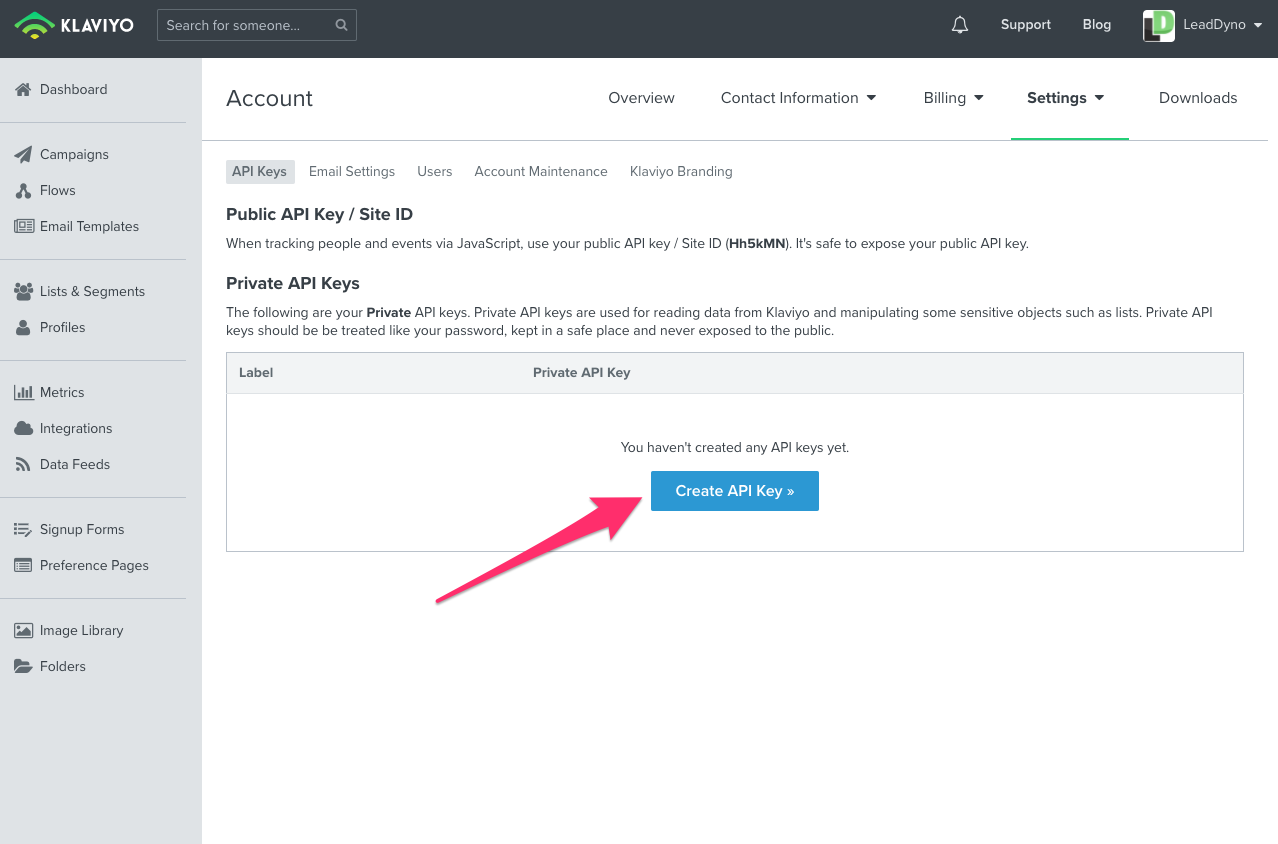 KLAVIYO
Search for someone...
Support
Blog
LeadDyno
Dashboard
Campaigns
Flows
Email Templates
Lists & Segments
Profiles
Metrics
Integrations
Data Feeds
Signup Forms
Preference Pages
Image Library
Folders
Account
Overview
Contact Information
Billing
Settings
Downloads
API Keys
Email Settings
Users
Account Maintenance
Klaviyo Branding
Public API Key / Site ID
When tracking people and events via JavaScript, use your public API key / Site ID (Hh5kMN). It's safe to expose your public API key.
Private API Keys
The following are your Private API keys. Private API keys are used for reading data from Klaviyo and manipulating some sensitive objects such as lists. Private API
keys should be be treated like your password, kept in a safe place and never exposed to the public.
Label
Private API Key
You haven't created any API keys yet.
Create API Key »